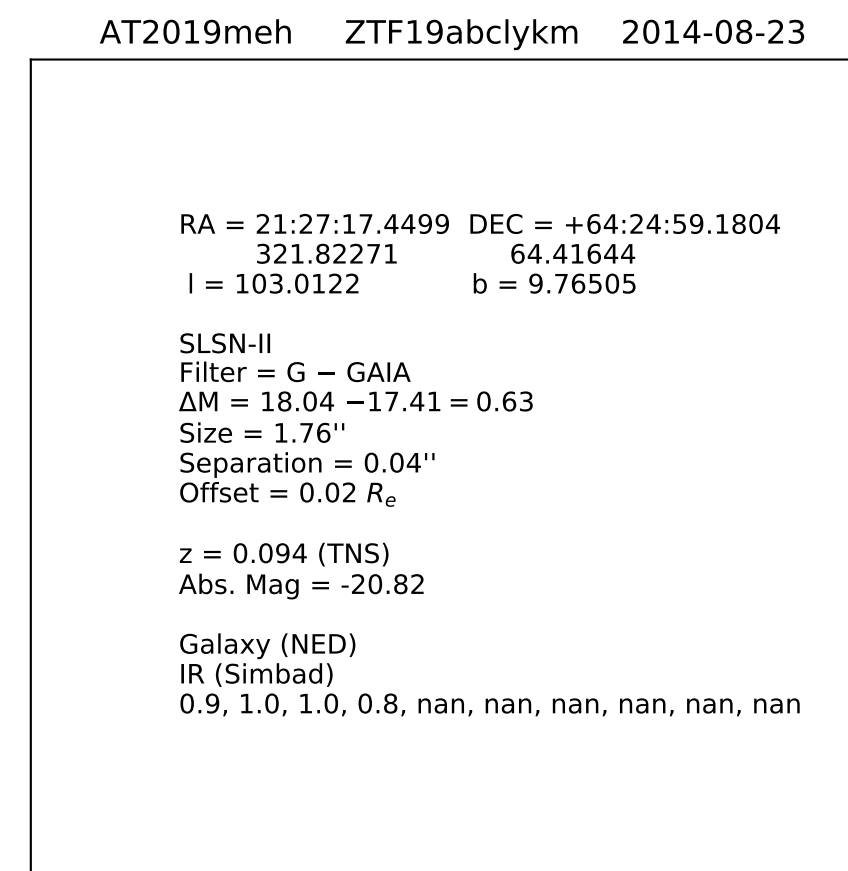 AT2019meh ZTF19abclykm 2014-08-23
RA = 21:27:17.4499 DEC = +64:24:59.1804
321.82271 64.41644
l = 103.0122 b = 9.76505
SLSN-II
Filter = G − GAIA
ΔM = 18.04 −17.41 = 0.63
Size = 1.76''
Separation = 0.04''
Offset = 0.02 Rₑ
z = 0.094 (TNS)
Abs. Mag = -20.82
Galaxy (NED)
IR (Simbad)
0.9, 1.0, 1.0, 0.8, nan, nan, nan, nan, nan, nan